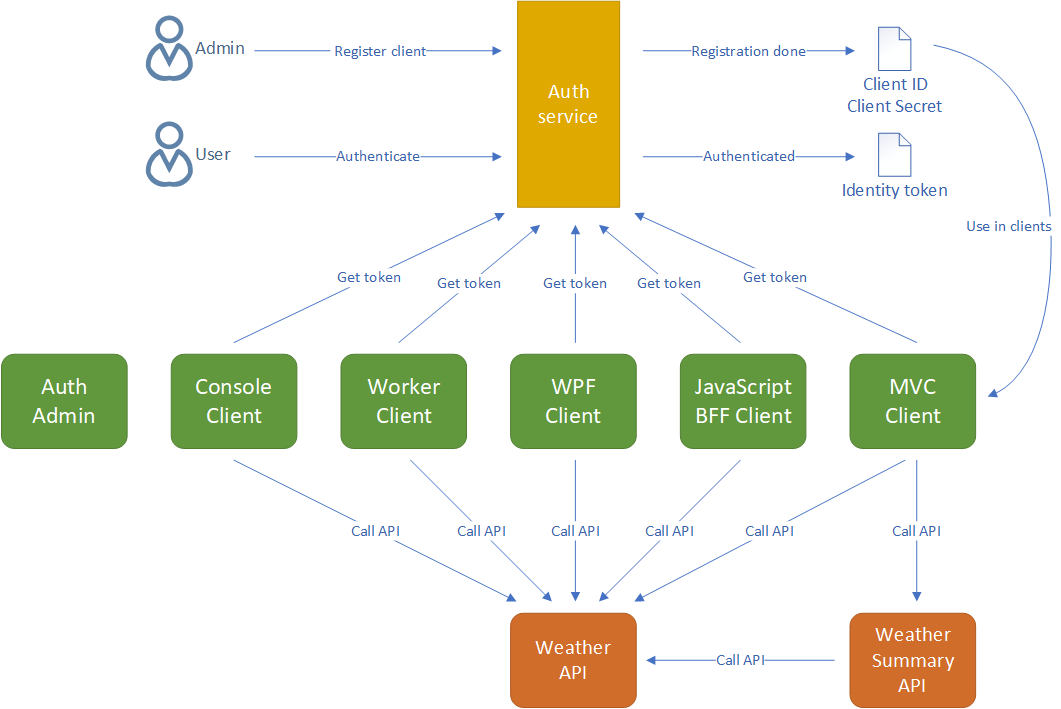 Admin
Register client
Auth
service
Registration done
Client ID
Client Secret
User
Authenticate
Authenticated
Identity token
Use in clients
Get token
Get token
Get token
Get token
Get token
Auth
Admin
Console
Client
Worker
Client
WPF
Client
JavaScript
BFF Client
MVC
Client
Call API
Call API
Call API
Call API
Call API
Call API
Weather
API
Call API
Weather
Summary
API